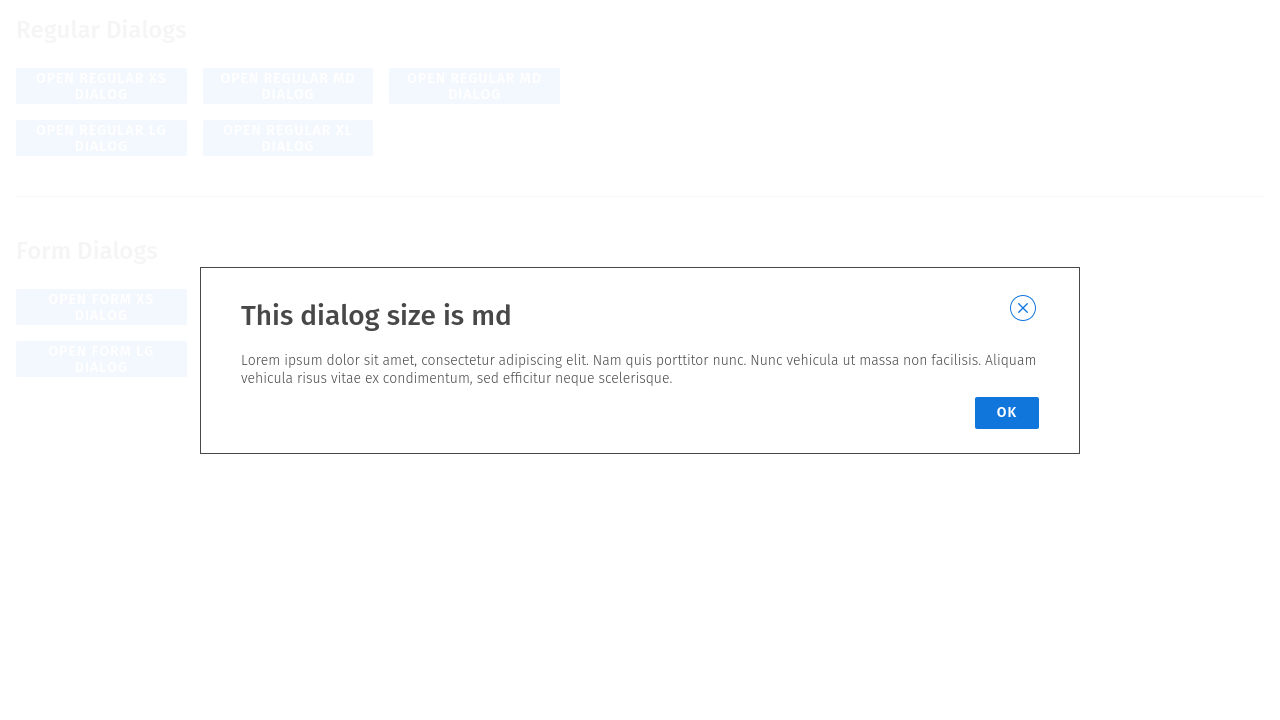 Regular Dialogs
OPEN REGULAR XS
DIALOG
OPEN REGULAR MD
DIALOG
OPEN REGULAR MD
DIALOG
OPEN REGULAR LG
DIALOG
OPEN REGULAR XL
DIALOG
Form Dialogs
OPEN FORM XS
DIALOG
OPEN FORM LG
DIALOG
This dialog size is md
Lorem ipsum dolor sit amet, consectetur adipiscing elit. Nam quis porttitor nunc. Nunc vehicula ut massa non facilisis. Aliquam
vehicula risus vitae ex condimentum, sed efficitur neque scelerisque.
OK